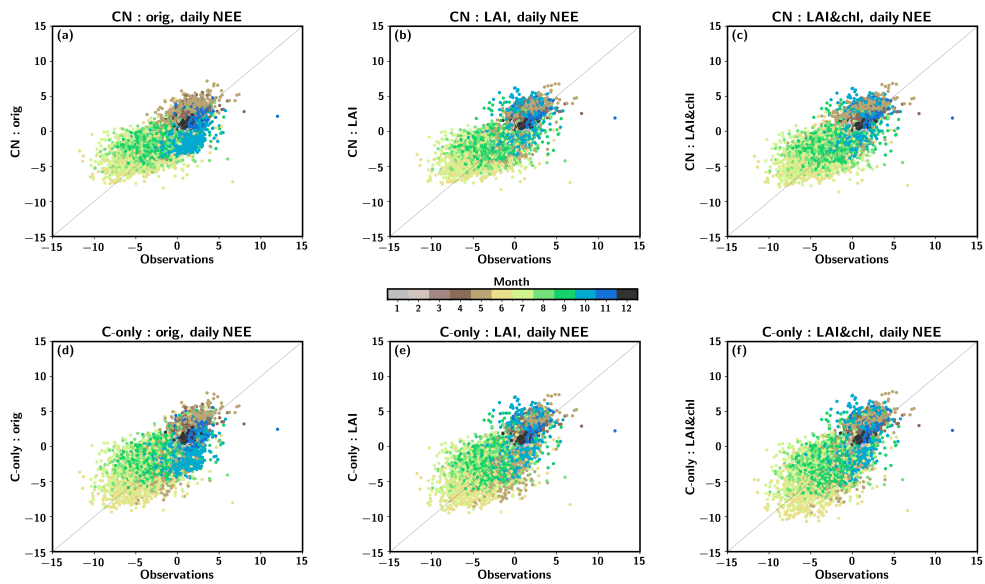 CN : orig, daily NEE
CN : LAI, daily NEE
CN : LAI&chl, daily NEE
(a)
(b)
(c)
15
10
5
0
−5
−10
−15
CN : orig
15
10
5
0
−5
−10
−15
CN : LAI
15
10
5
0
−5
−10
−15
CN : LAI&chl
−15 −10 −5 0 5 10 15
−15 −10 −5 0 5 10 15
−15 −10 −5 0 5 10 15
Observations
Observations
Observations
Month
1 2 3 4 5 6 7 8 9 10 11 12
C-only : orig, daily NEE
C-only : LAI, daily NEE
C-only : LAI&chl, daily NEE
(d)
(e)
(f)
15
10
5
0
−5
−10
−15
C-only : orig
15
10
5
0
−5
−10
−15
C-only : LAI
15
10
5
0
−5
−10
−15
C-only : LAI&chl
−15 −10 −5 0 5 10 15
−15 −10 −5 0 5 10 15
−15 −10 −5 0 5 10 15
Observations
Observations
Observations